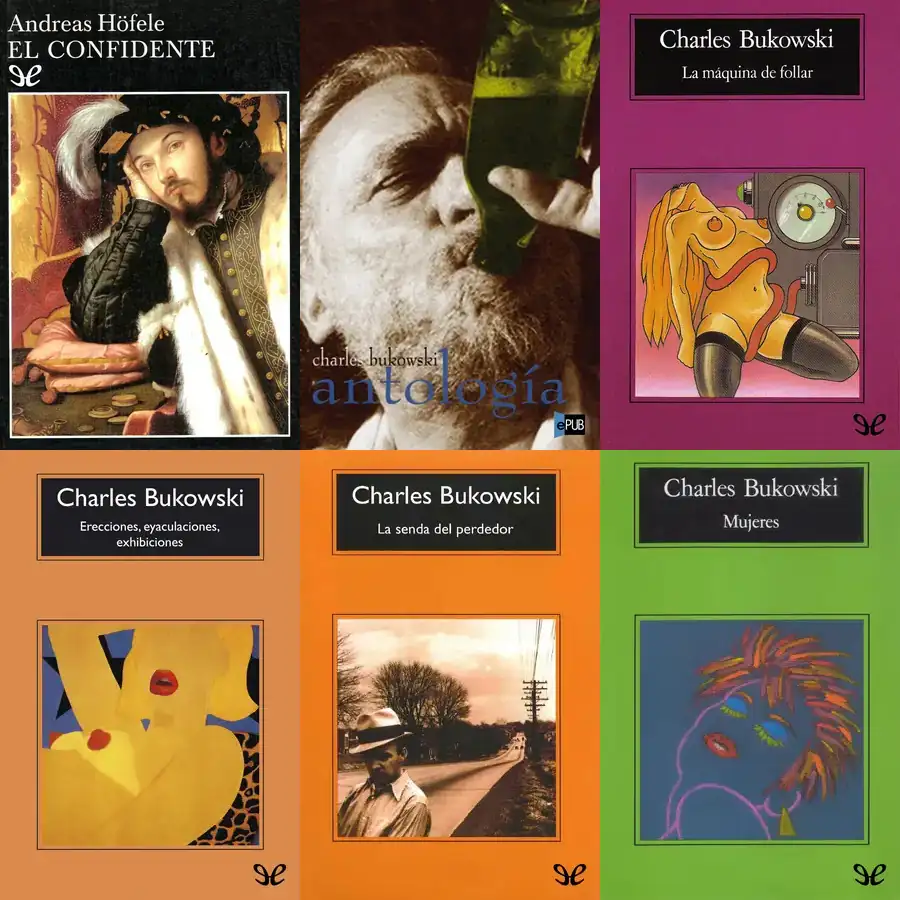 Andreas Höfele
EL CONFIDENTE
charles bukowski
antología
ePUB
Charles Bukowski
La máquina de follar
Charles Bukowski
Erecciones, eyaculaciones,
exhibiciones
Charles Bukowski
La senda del perdedor
Charles Bukowski
Mujeres